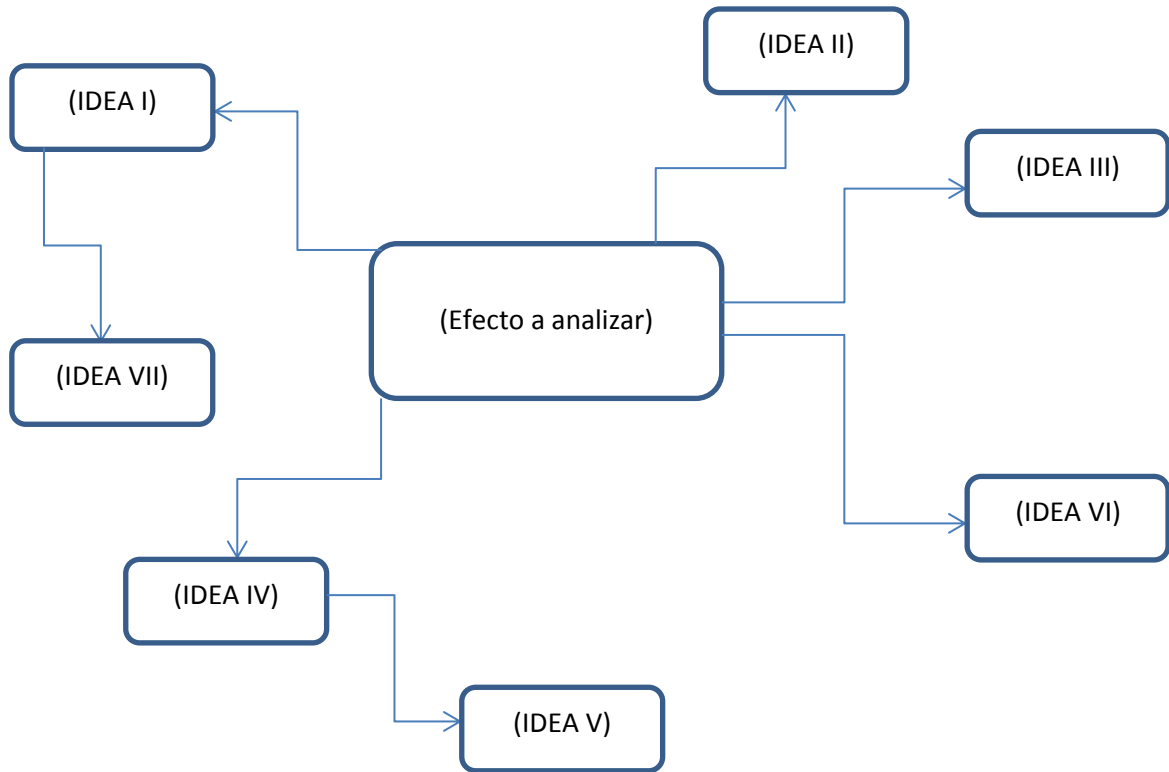 (IDEA II)
(IDEA I)
(IDEA III)
(Efecto a analizar)
(IDEA VII)
(IDEA VI)
(IDEA IV)
(IDEA V)